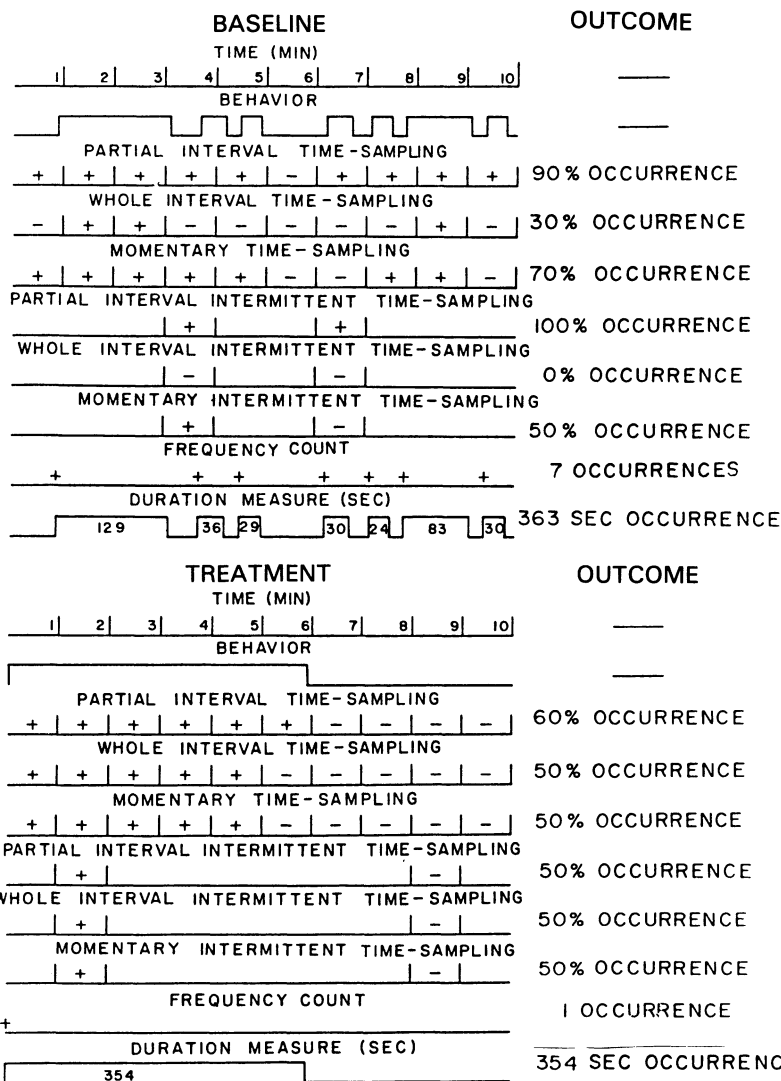 BASELINE OUTCOME
TIME (MIN)
1 2 3 4 5 6 7 8 9 10
BEHAVIOR
PARTIAL INTERVAL TIME-SAMPLING
+ + + + + - + + + + 90% OCCURRENCE
WHOLE INTERVAL TIME-SAMPLING
- + + - - - - - + - 30% OCCURRENCE
MOMENTARY TIME-SAMPLING
+ + + + + - - + + - 70% OCCURRENCE
PARTIAL INTERVAL INTERMITTENT TIME-SAMPLING
+ + 100% OCCURRENCE
WHOLE INTERVAL INTERMITTENT TIME-SAMPLING
- - 0% OCCURRENCE
MOMENTARY INTERMITTENT TIME-SAMPLING
+ - 50% OCCURRENCE
FREQUENCY COUNT
+ + + + + + + 7 OCCURRENCES
DURATION MEASURE (SEC)
129 36 29 30 24 83 30 363 SEC OCCURRENCE
TREATMENT OUTCOME
TIME (MIN)
1 2 3 4 5 6 7 8 9 10
BEHAVIOR
PARTIAL INTERVAL TIME-SAMPLING
+ + + + + + - - - - 60% OCCURRENCE
WHOLE INTERVAL TIME-SAMPLING
+ + + + + - - - - - 50% OCCURRENCE
MOMENTARY TIME-SAMPLING
+ + + + + - - - - - 50% OCCURRENCE
PARTIAL INTERVAL INTERMITTENT TIME-SAMPLING
+ - 50% OCCURRENCE
WHOLE INTERVAL INTERMITTENT TIME-SAMPLING
+ - 50% OCCURRENCE
MOMENTARY INTERMITTENT TIME-SAMPLING
+ - 50% OCCURRENCE
FREQUENCY COUNT
+ 1 OCCURRENCE
DURATION MEASURE (SEC)
354 354 SEC OCCURRENC